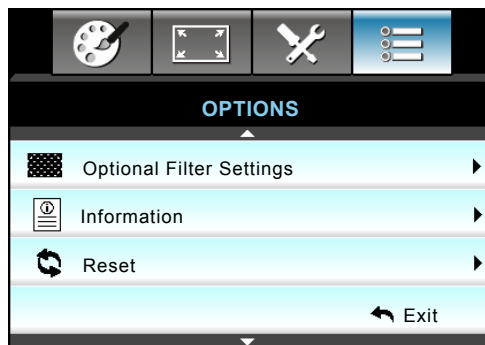 OPTIONS
Optional Filter Settings
Information
Reset
Exit